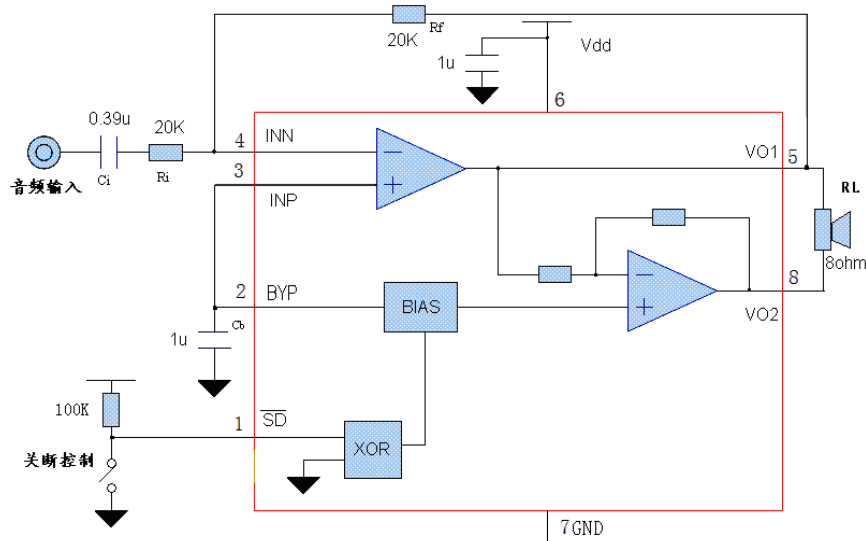 20K
Rf
Vdd
1u
6
0.39u
20K
4
INN
VO1
5
Ci
Ri
3
音频输入
INP
RL
8ohm
2
BYP
BIAS
8
VO2
1u
Cb
100K
1
SD
XOR
关断控制
7GND